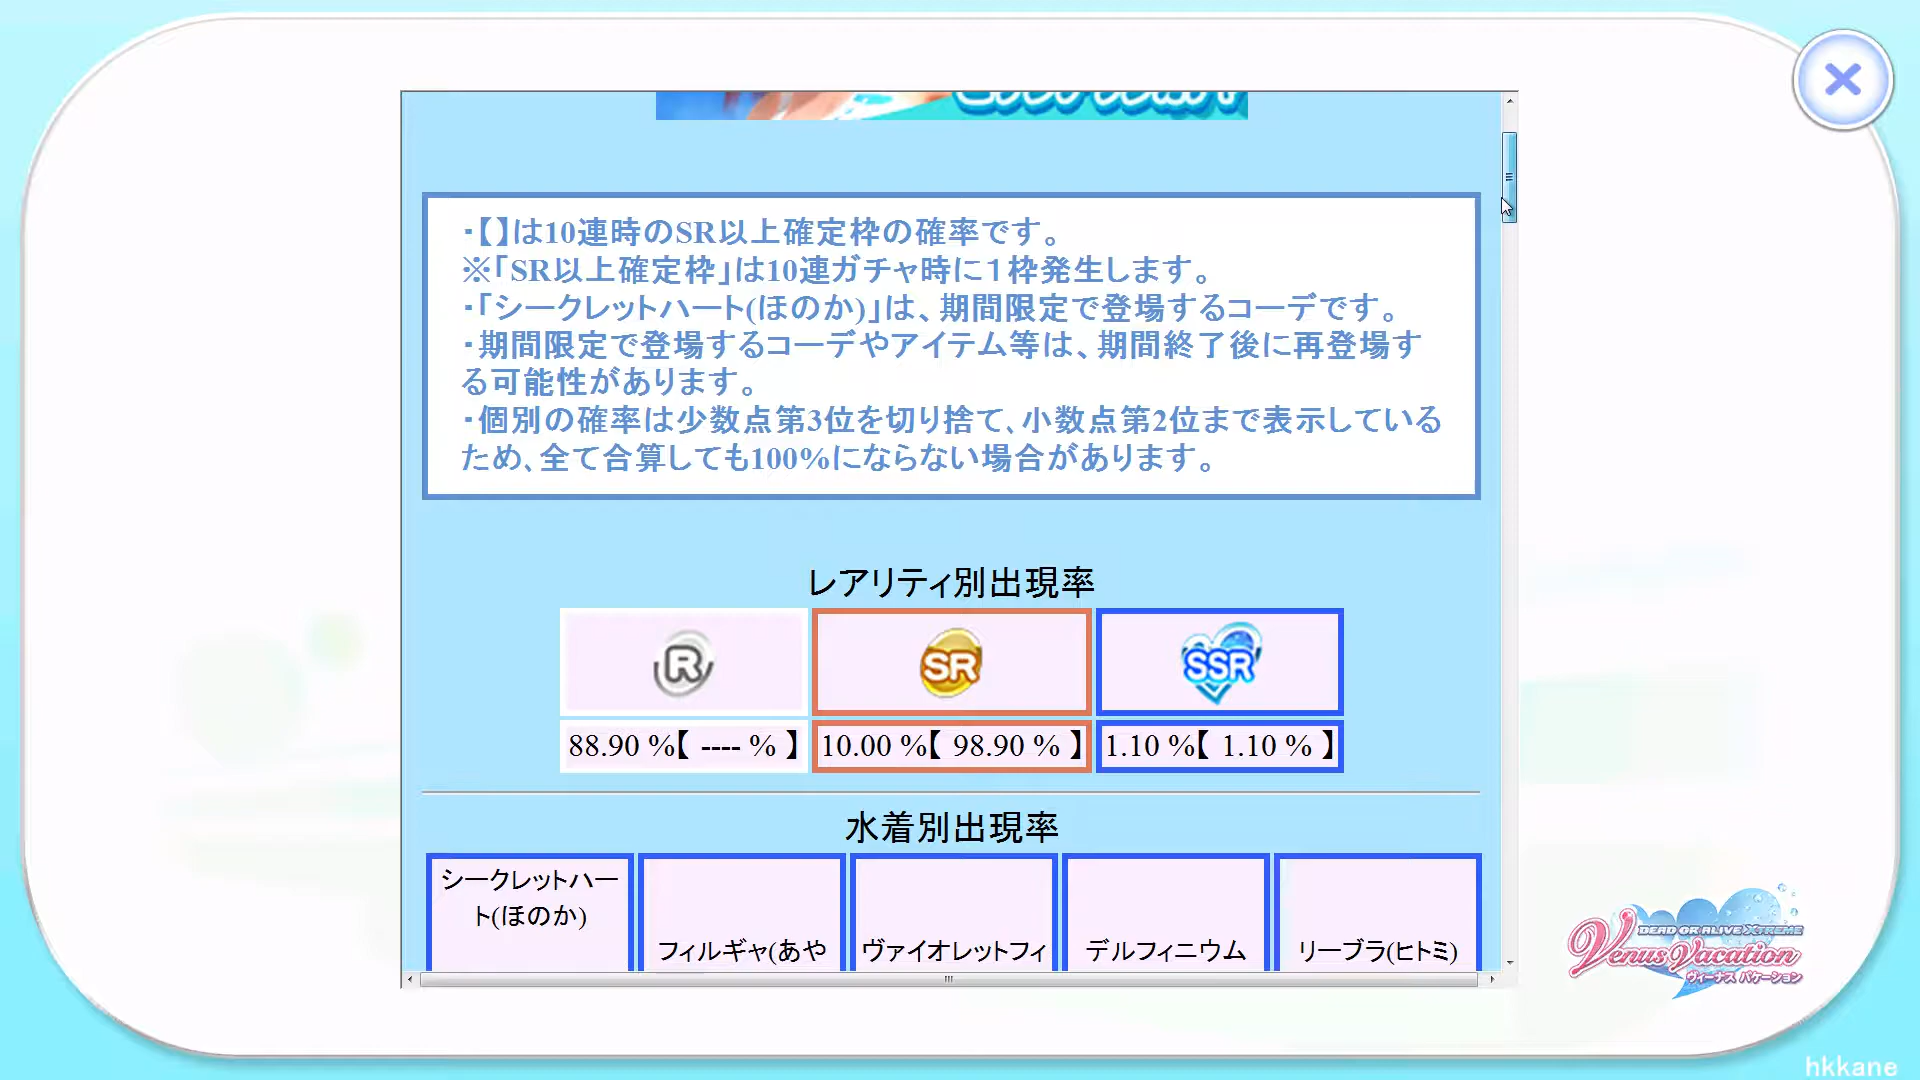 ・【】は10連時のSR以上確定枠の確率です。
※「SR以上確定枠」は10連ガチャ時に１枠発生します。
・「シークレットハート(ほのか)」は、期間限定で登場するコーデです。
・期間限定で登場するコーデやアイテム等は、期間終了後に再登場す
る可能性があります。
・個別の確率は少数点第3位を切り捨て、小数点第2位まで表示している
ため、全て合算しても100%にならない場合があります。
レアリティ別出現率
R SR SSR
88.90 %【 ---- % 】 10.00 %【 98.90 % 】 1.10 %【 1.10 % 】
水着別出現率
シークレットハー
ト(ほのか)
フィルギャ(あや ヴァイオレットフィ デルフィニウム リーブラ(ヒトミ)
DEAD OR ALIVE XTREME
Venus Vacation
ヴィーナス バケーション
hkkane